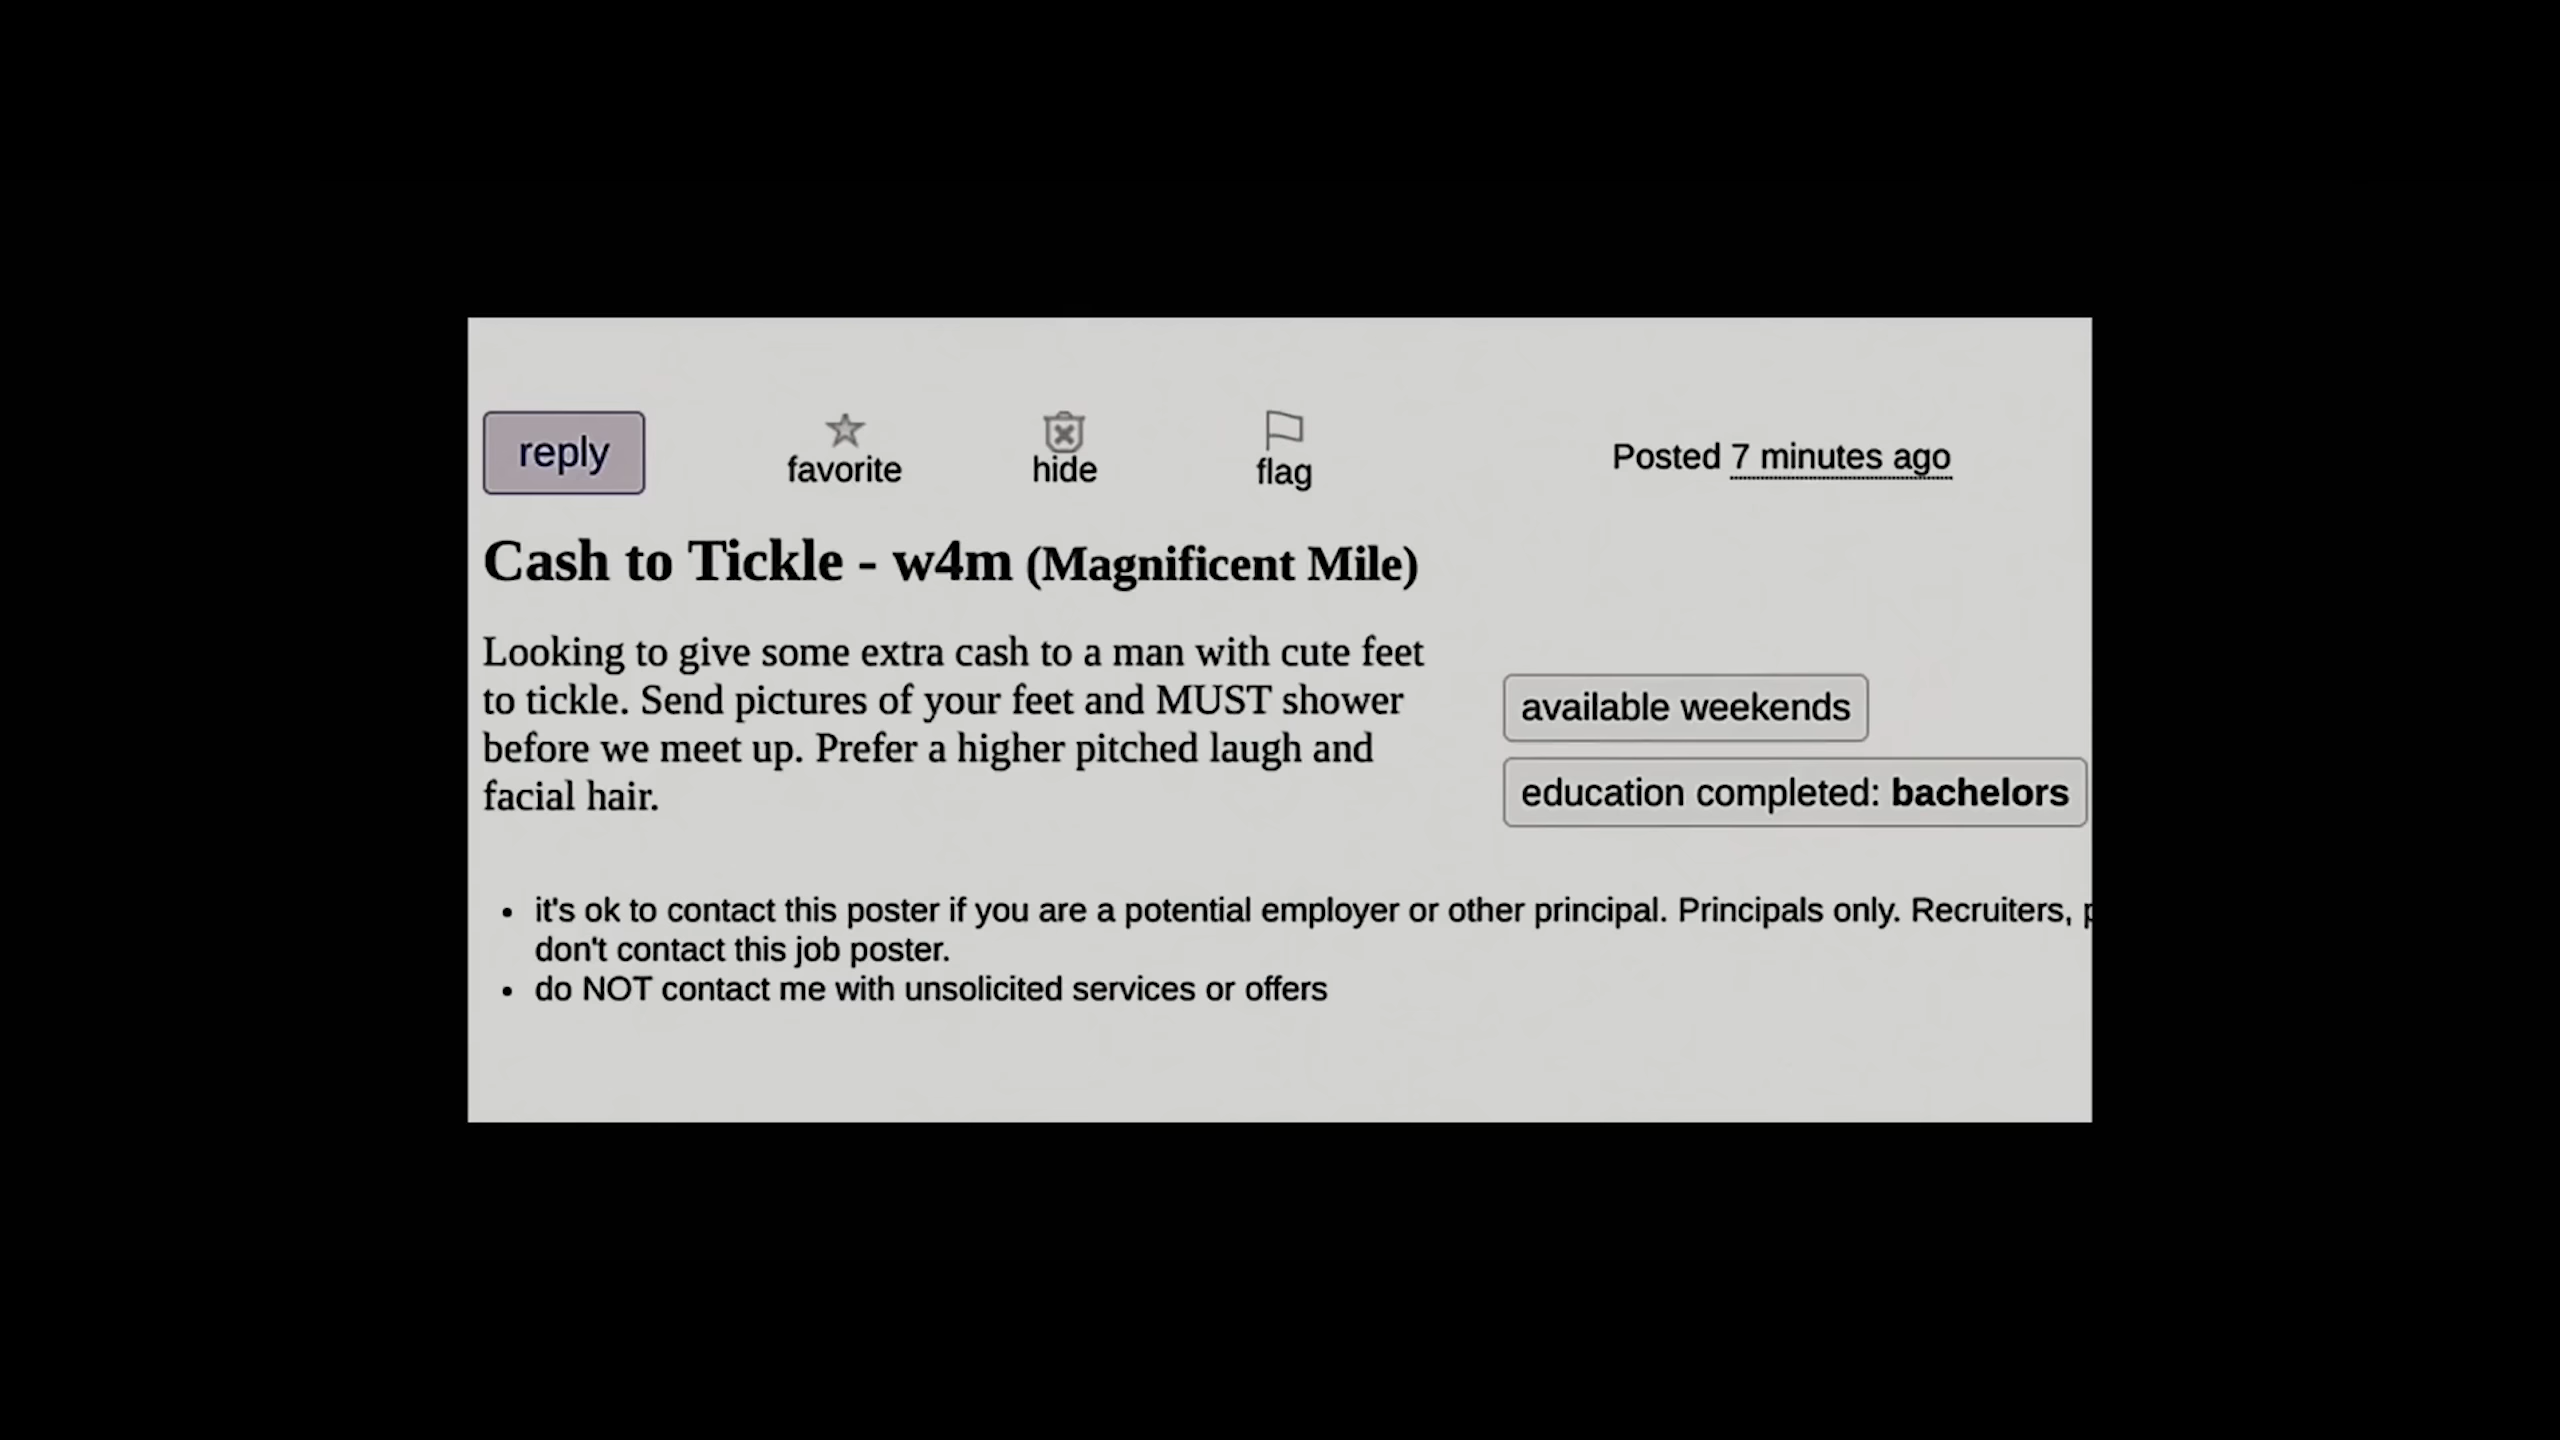 reply
favorite
hide
flag
Posted 7 minutes ago
Cash to Tickle - w4m (Magnificent Mile)
Looking to give some extra cash to a man with cute feet
to tickle. Send pictures of your feet and MUST shower
before we meet up. Prefer a higher pitched laugh and
facial hair.
available weekends
education completed: bachelors
• it's ok to contact this poster if you are a potential employer or other principal. Principals only. Recruiters,
don't contact this job poster.
• do NOT contact me with unsolicited services or offers